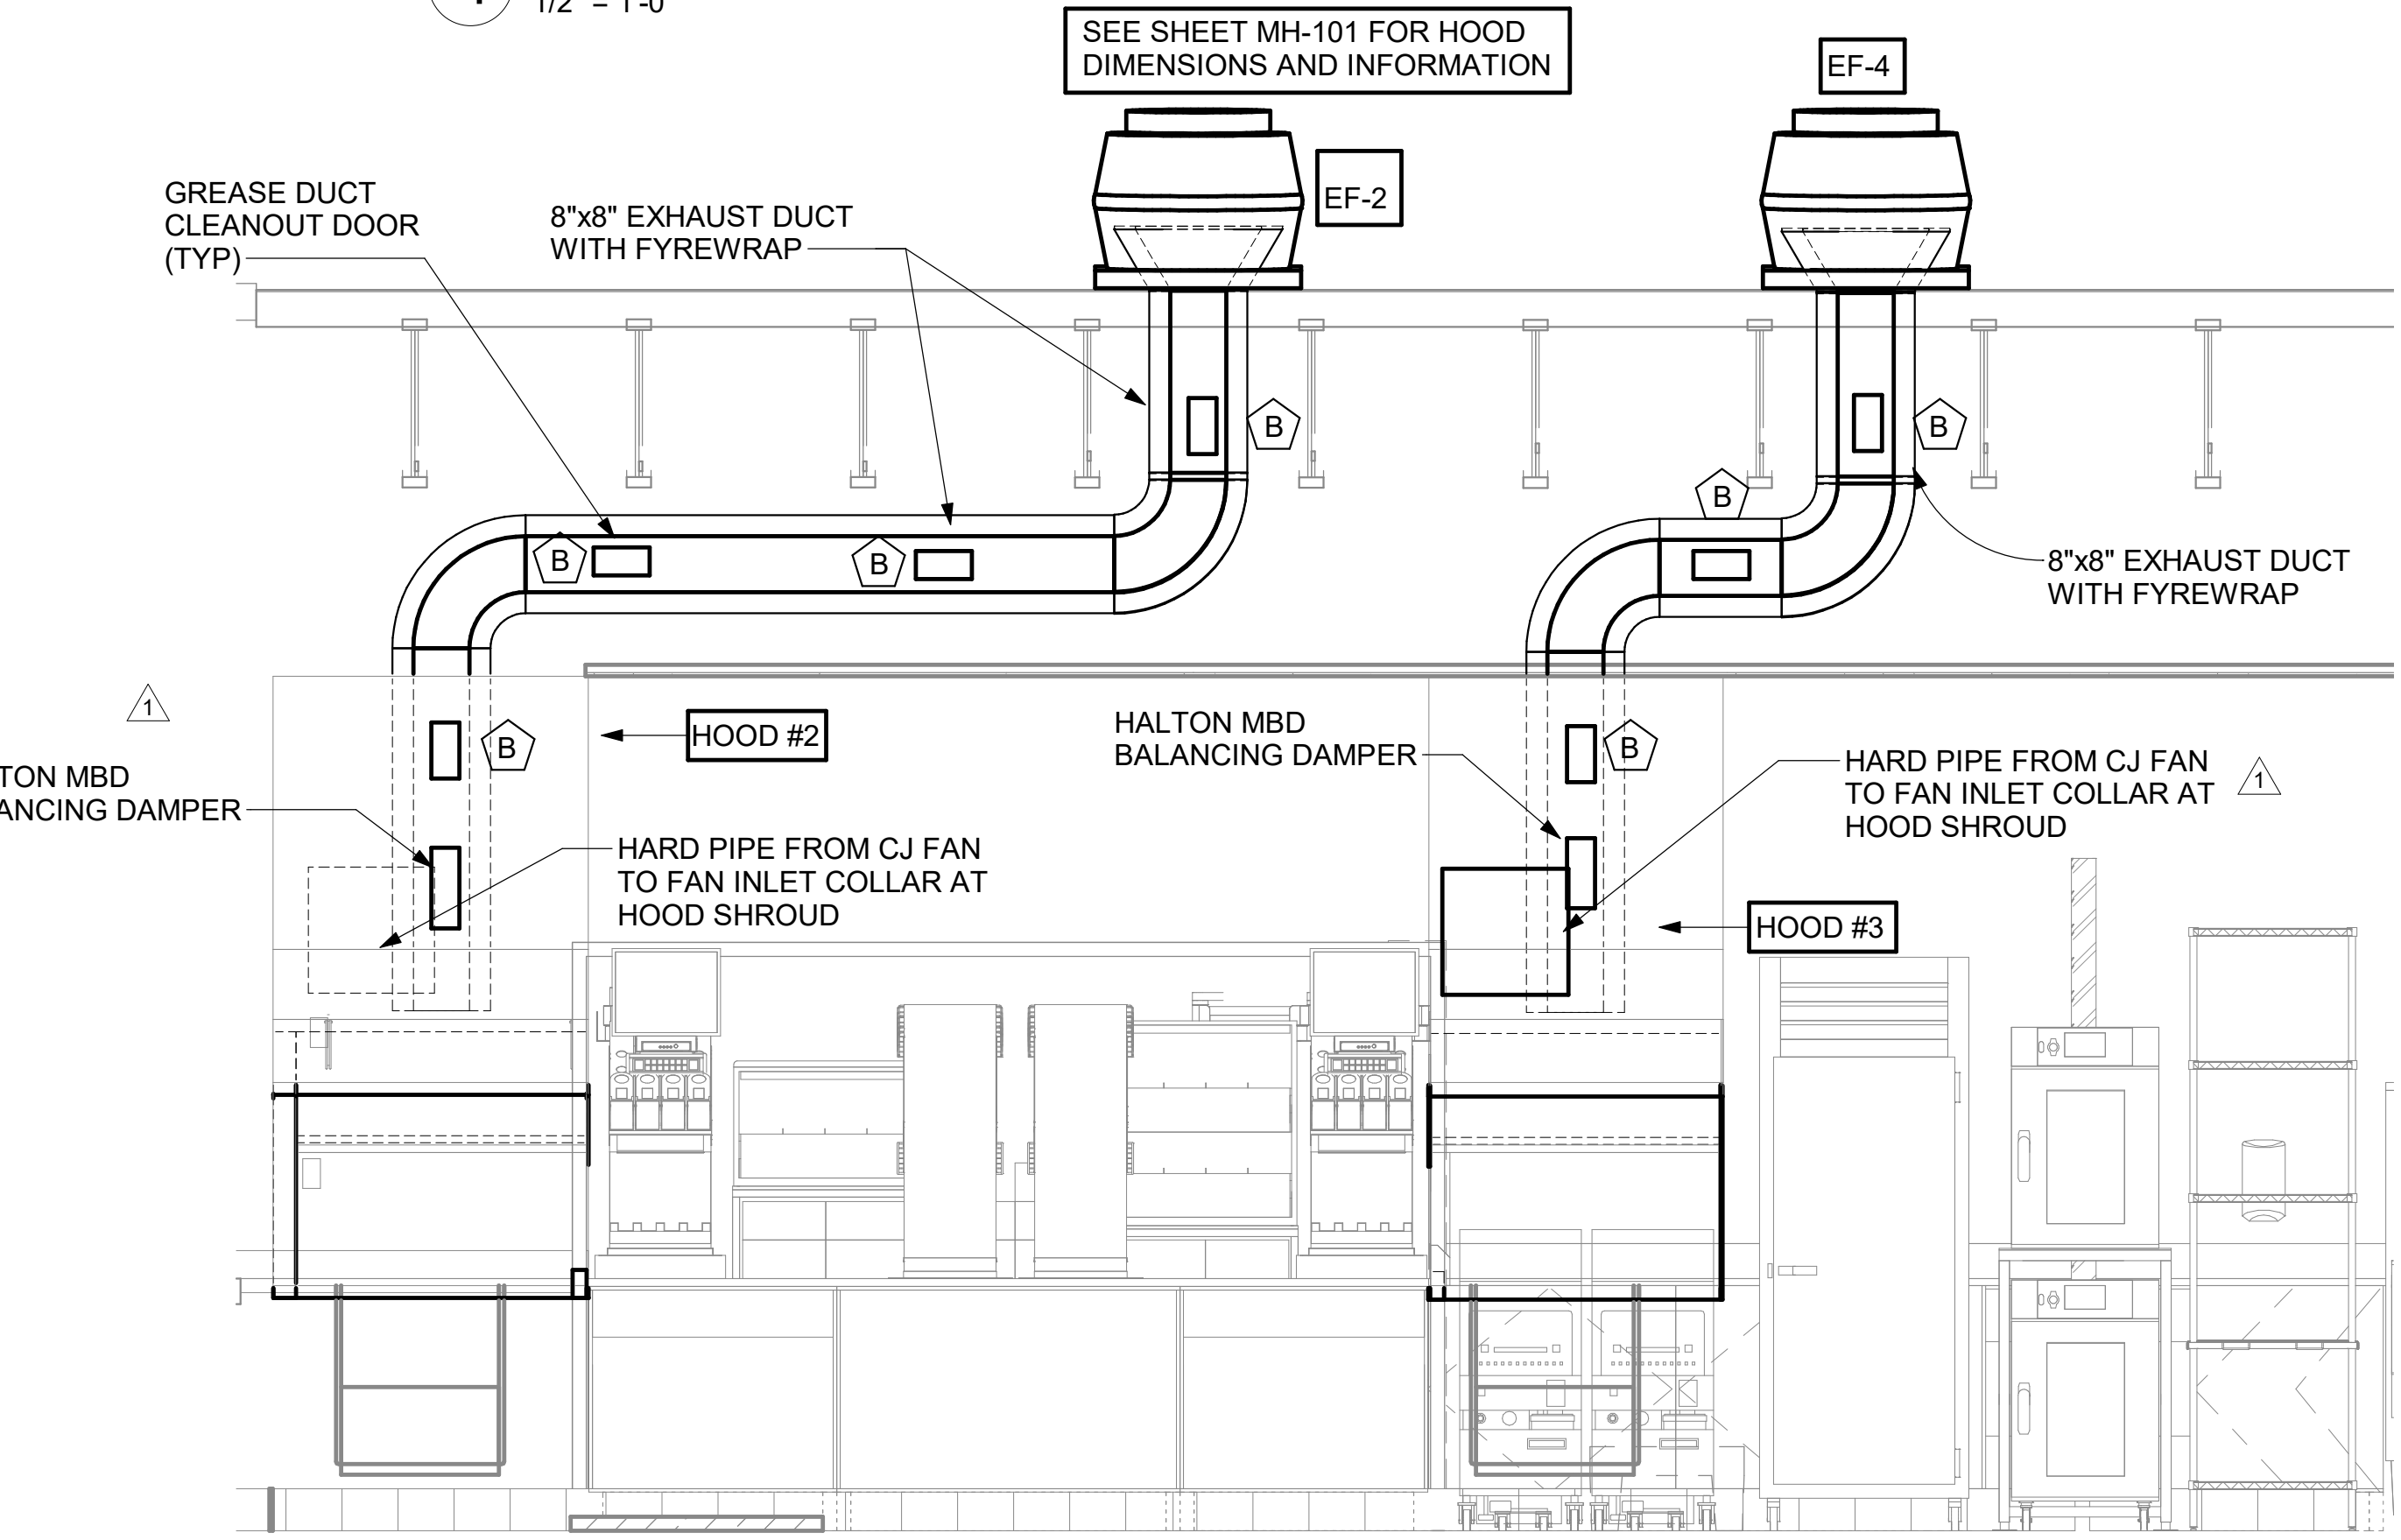 1/2" = 1'-0"
SEE SHEET MH-101 FOR HOOD
DIMENSIONS AND INFORMATION
EF-4
EF-2
GREASE DUCT
CLEANOUT DOOR
(TYP)
8"x8" EXHAUST DUCT
WITH FYREWRAP
B
B
B
B
B
8"x8" EXHAUST DUCT
WITH FYREWRAP
1
HOOD #2
B
TON MBD
ANCING DAMPER
HARD PIPE FROM CJ FAN
TO FAN INLET COLLAR AT
HOOD SHROUD
HALTON MBD
BALANCING DAMPER
B
HARD PIPE FROM CJ FAN
TO FAN INLET COLLAR AT
HOOD SHROUD
1
HOOD #3